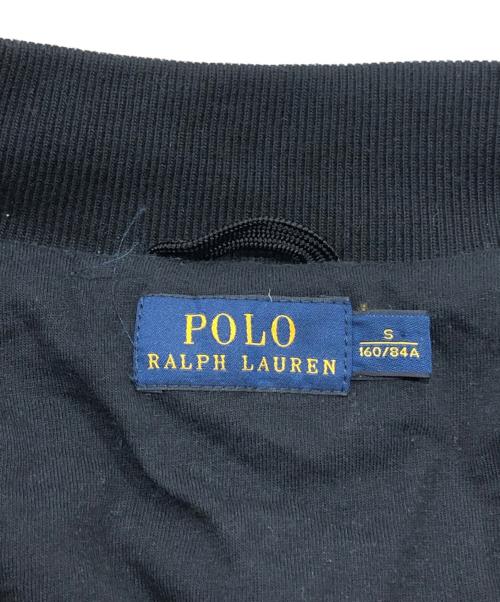 POLO
RALPH LAUREN
S
160/84A